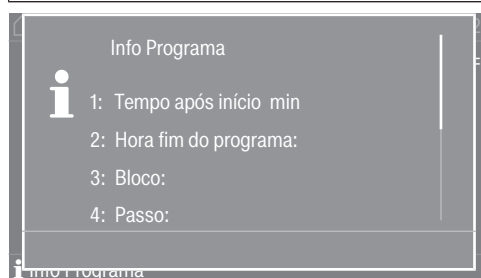 Info Programa
1: Tempo após início min
2: Hora fim do programa:
3: Bloco:
4: Passo:
Info Programa